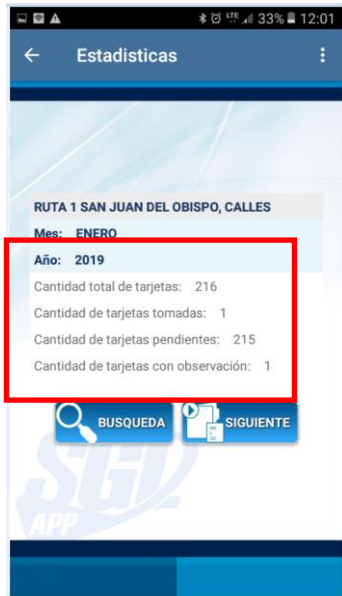 LTE 33% 12:01
Estadisticas
RUTA 1 SAN JUAN DEL OBISPO, CALLES
Mes: ENERO
Año: 2019
Cantidad total de tarjetas: 216
Cantidad de tarjetas tomadas: 1
Cantidad de tarjetas pendientes: 215
Cantidad de tarjetas con observación: 1
BUSQUEDA SIGUIENTE
SGL
APP